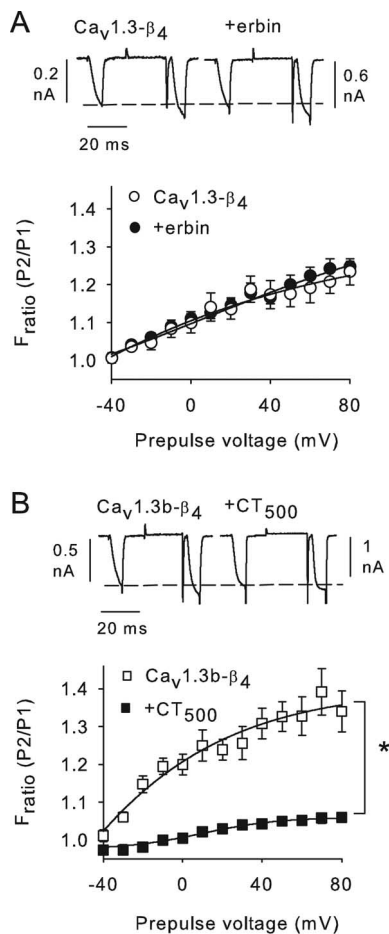 A
Cav1.3-β4 +erbin
0.2 nA
0.6 nA
20 ms
Cav1.3-β4
+erbin
Fratio (P2/P1)
1.4
1.3
1.2
1.1
1.0
-40 0 40 80
Prepulse voltage (mV)
B
Cav1.3b-β4 +CT500
0.5 nA
1 nA
20 ms
Cav1.3b-β4
+CT500
Fratio (P2/P1)
1.4
1.3
1.2
1.1
1.0
*
-40 0 40 80
Prepulse voltage (mV)